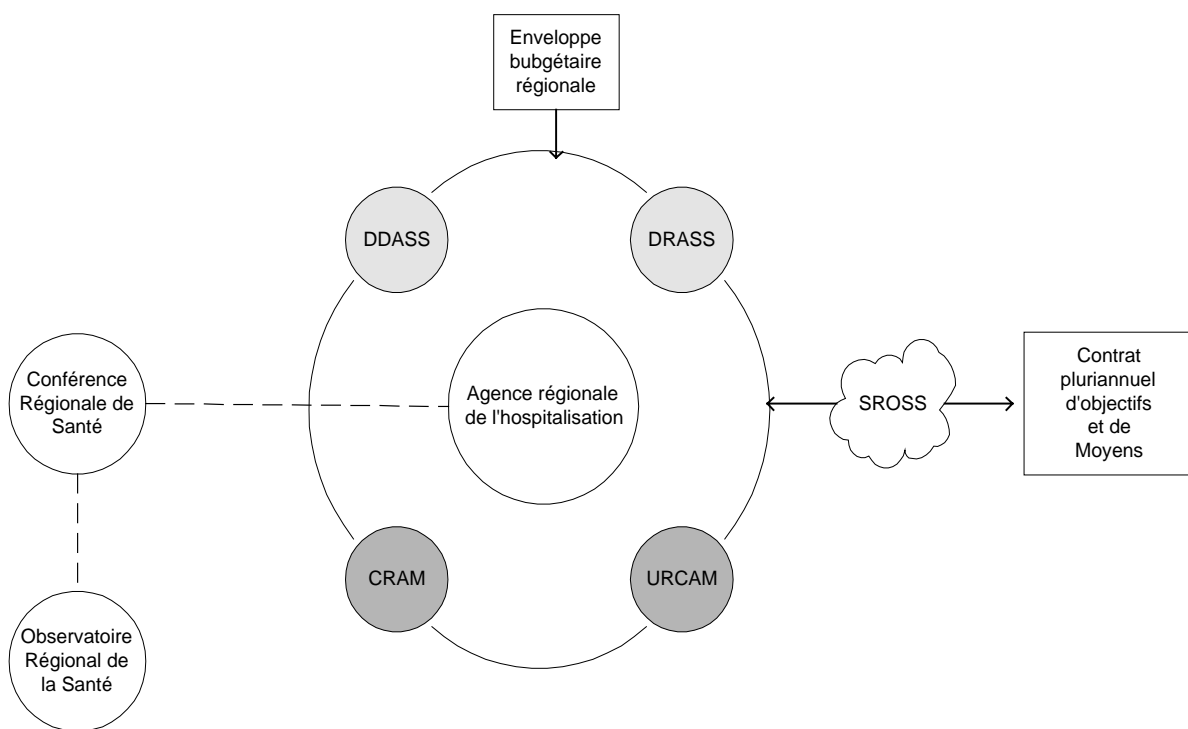 Enveloppe
bubgétaire
régionale
DDASS
DRASS
Conférence
Régionale de
Santé
Agence régionale
de l'hospitalisation
SROSS
Contrat
pluriannuel
d'objectifs
et de
Moyens
CRAM
URCAM
Observatoire
Régional de
la Santé